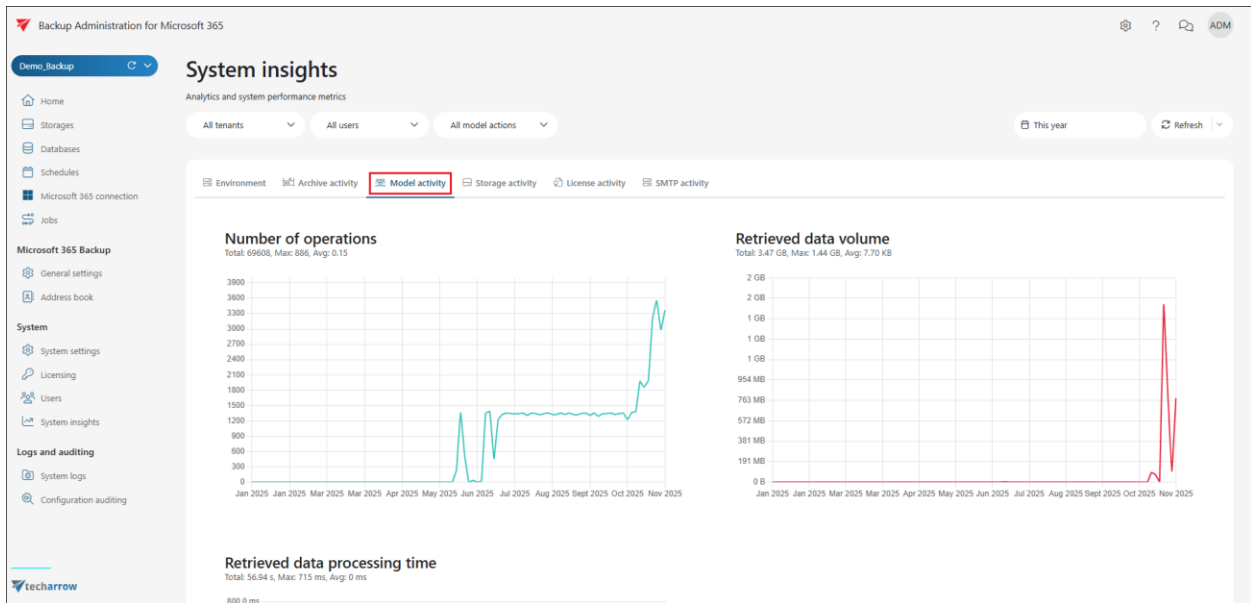 Backup Administration for Microsoft 365
ADM
Demo_Backup
Home
Storages
Databases
Schedules
Microsoft 365 connection
Jobs
Microsoft 365 Backup
General settings
Address book
System
System settings
Licensing
Users
System insights
Logs and auditing
System logs
Configuration auditing
techarrow
System insights
Analytics and system performance metrics
All tenants
All users
All model actions
This year
Refresh
Environment
Archive activity
Model activity
Storage activity
License activity
SMTP activity
Number of operations
Total: 69608, Max: 886, Avg: 0.15
3900
3600
3300
3000
2700
2400
2100
1800
1500
1200
900
600
300
0
Jan 2025 Jan 2025 Mar 2025 Mar 2025 Apr 2025 May 2025 Jun 2025 Jul 2025 Aug 2025 Sept 2025 Oct 2025 Nov 2025
Retrieved data volume
Total: 3.47 GB, Max: 1.44 GB, Avg: 7.70 KB
2 GB
2 GB
1 GB
1 GB
1 GB
954 MB
763 MB
572 MB
381 MB
191 MB
0 B
Jan 2025 Jan 2025 Mar 2025 Mar 2025 Apr 2025 May 2025 Jun 2025 Jul 2025 Aug 2025 Sept 2025 Oct 2025 Nov 2025
Retrieved data processing time
Total: 56.94 s, Max: 715 ms, Avg: 0 ms
800.0 ms